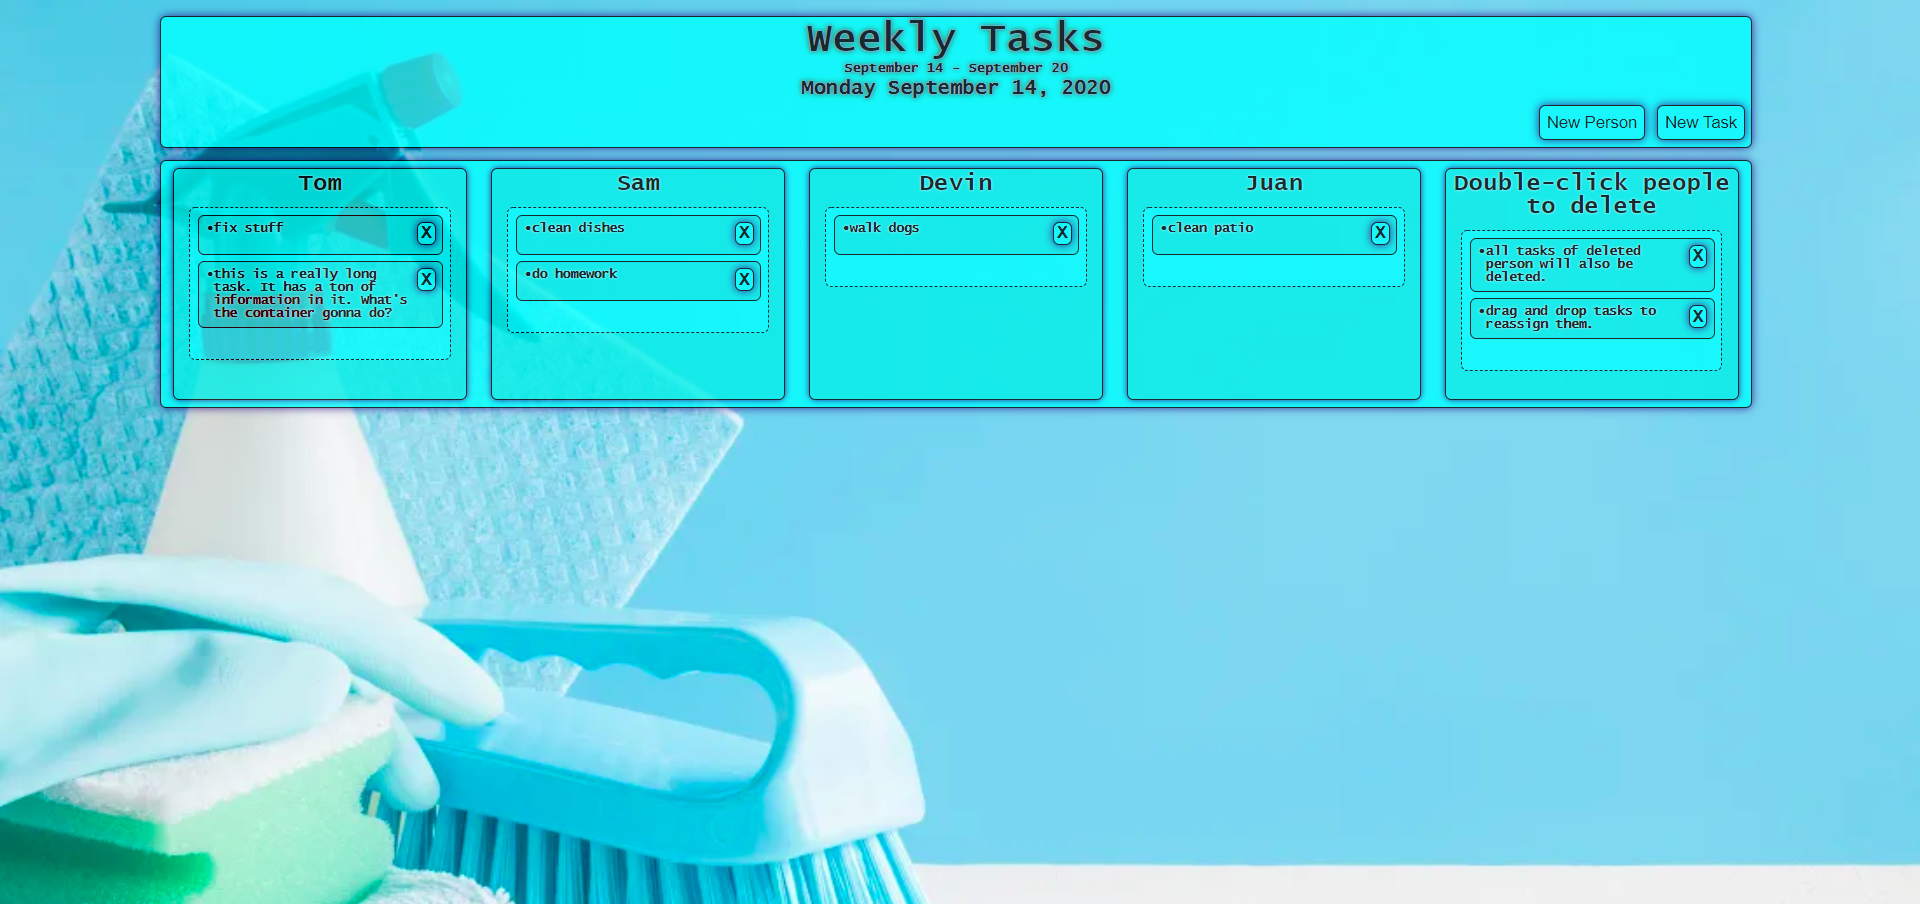 Weekly Tasks
September 14 - September 20
Monday September 14, 2020
New Person
New Task
Tom
•fix stuff
X
•this is a really long
task. It has a ton of
information in it. What's
the container gonna do?
X
Sam
•clean dishes
X
•do homework
X
Devin
•walk dogs
X
Juan
•clean patio
X
Double-click people
to delete
•all tasks of deleted
person will also be
deleted.
X
•drag and drop tasks to
reassign them.
X